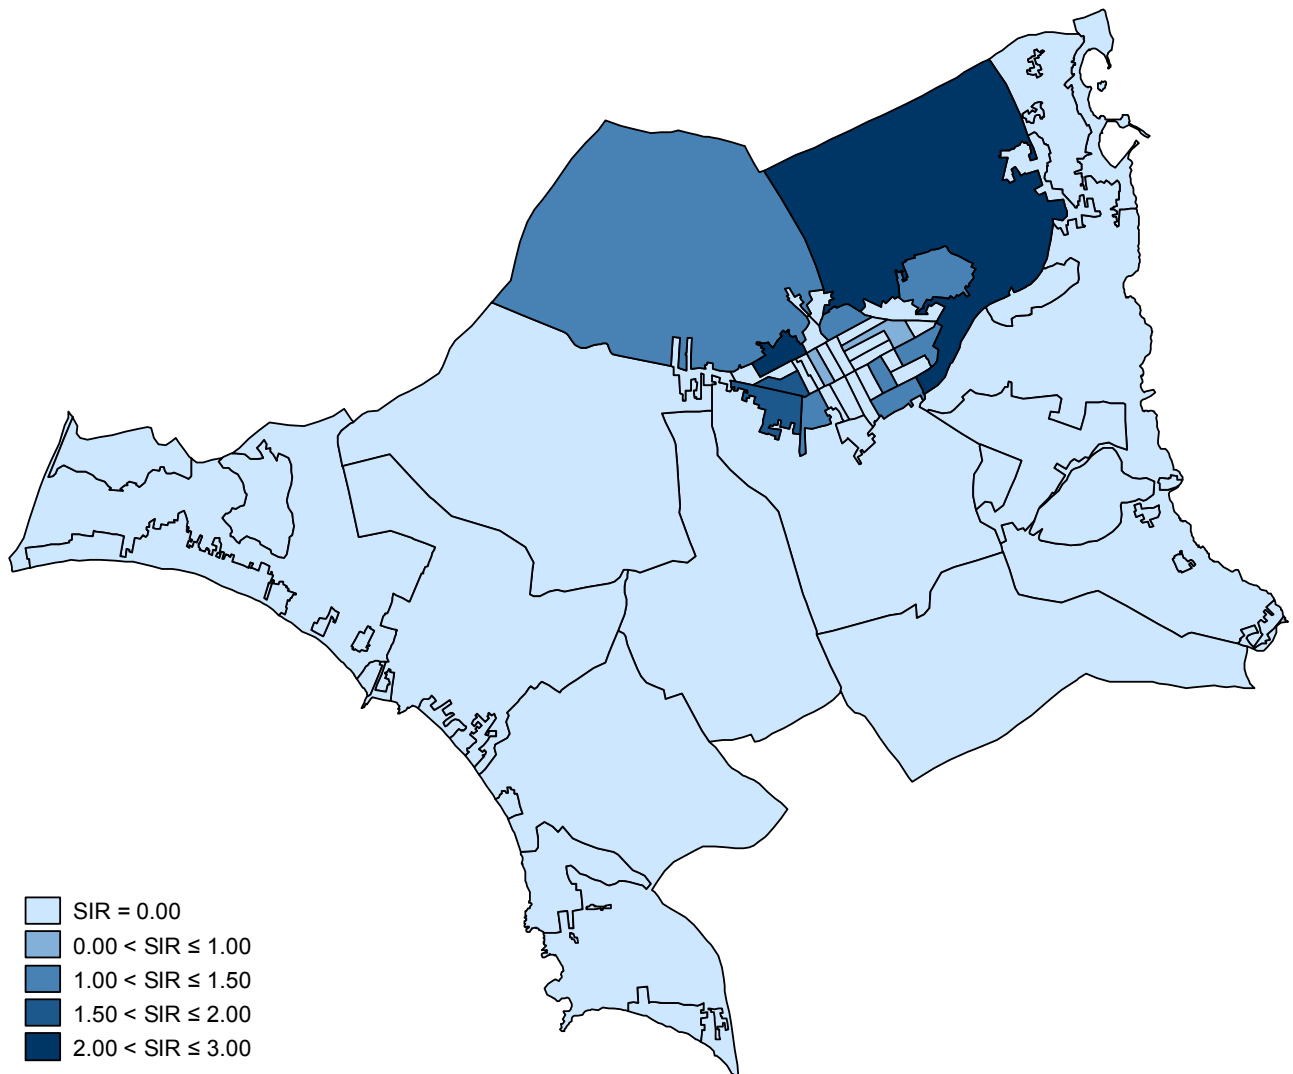 SIR = 0.00
0.00 < SIR ≤ 1.00
1.00 < SIR ≤ 1.50
1.50 < SIR ≤ 2.00
2.00 < SIR ≤ 3.00